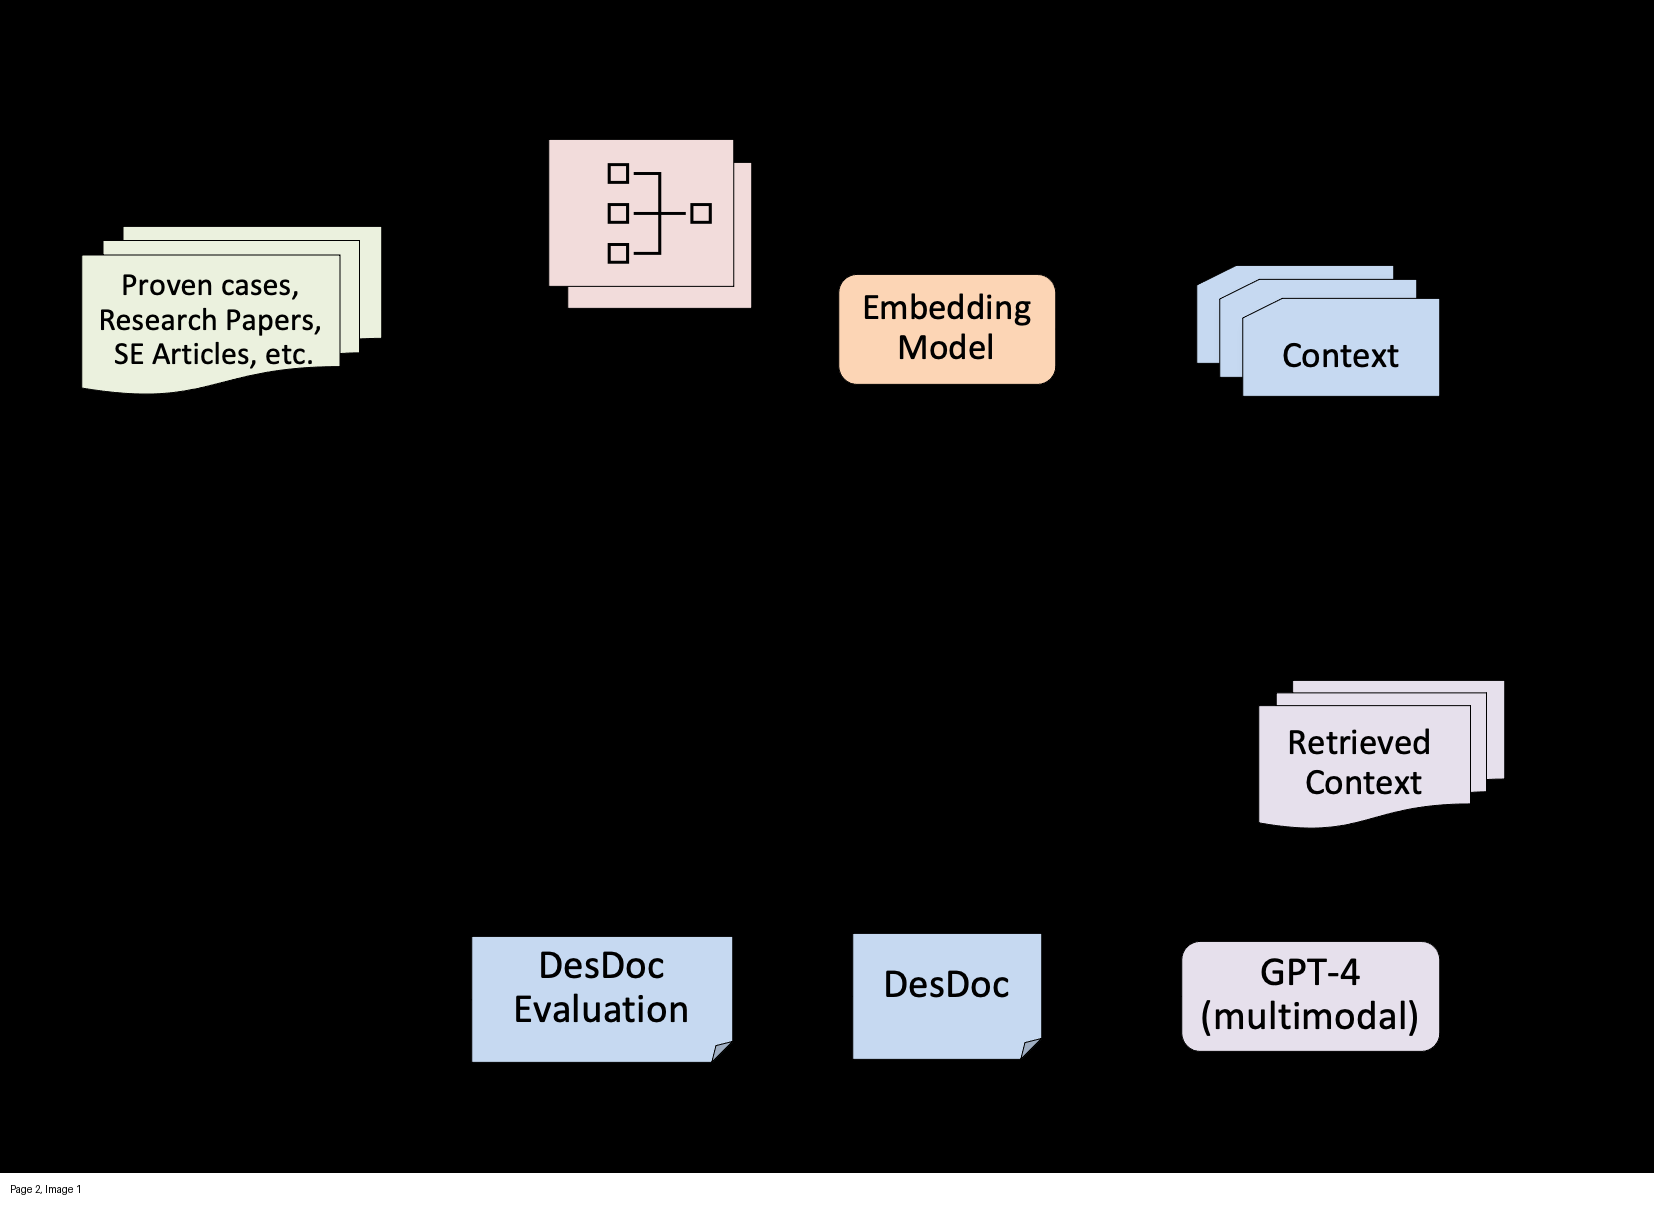 Proven cases,
Research Papers,
SE Articles, etc.
Embedding
Model
Context
Retrieved
Context
DesDoc
Evaluation
DesDoc
GPT-4
(multimodal)
Page 2, Image 1